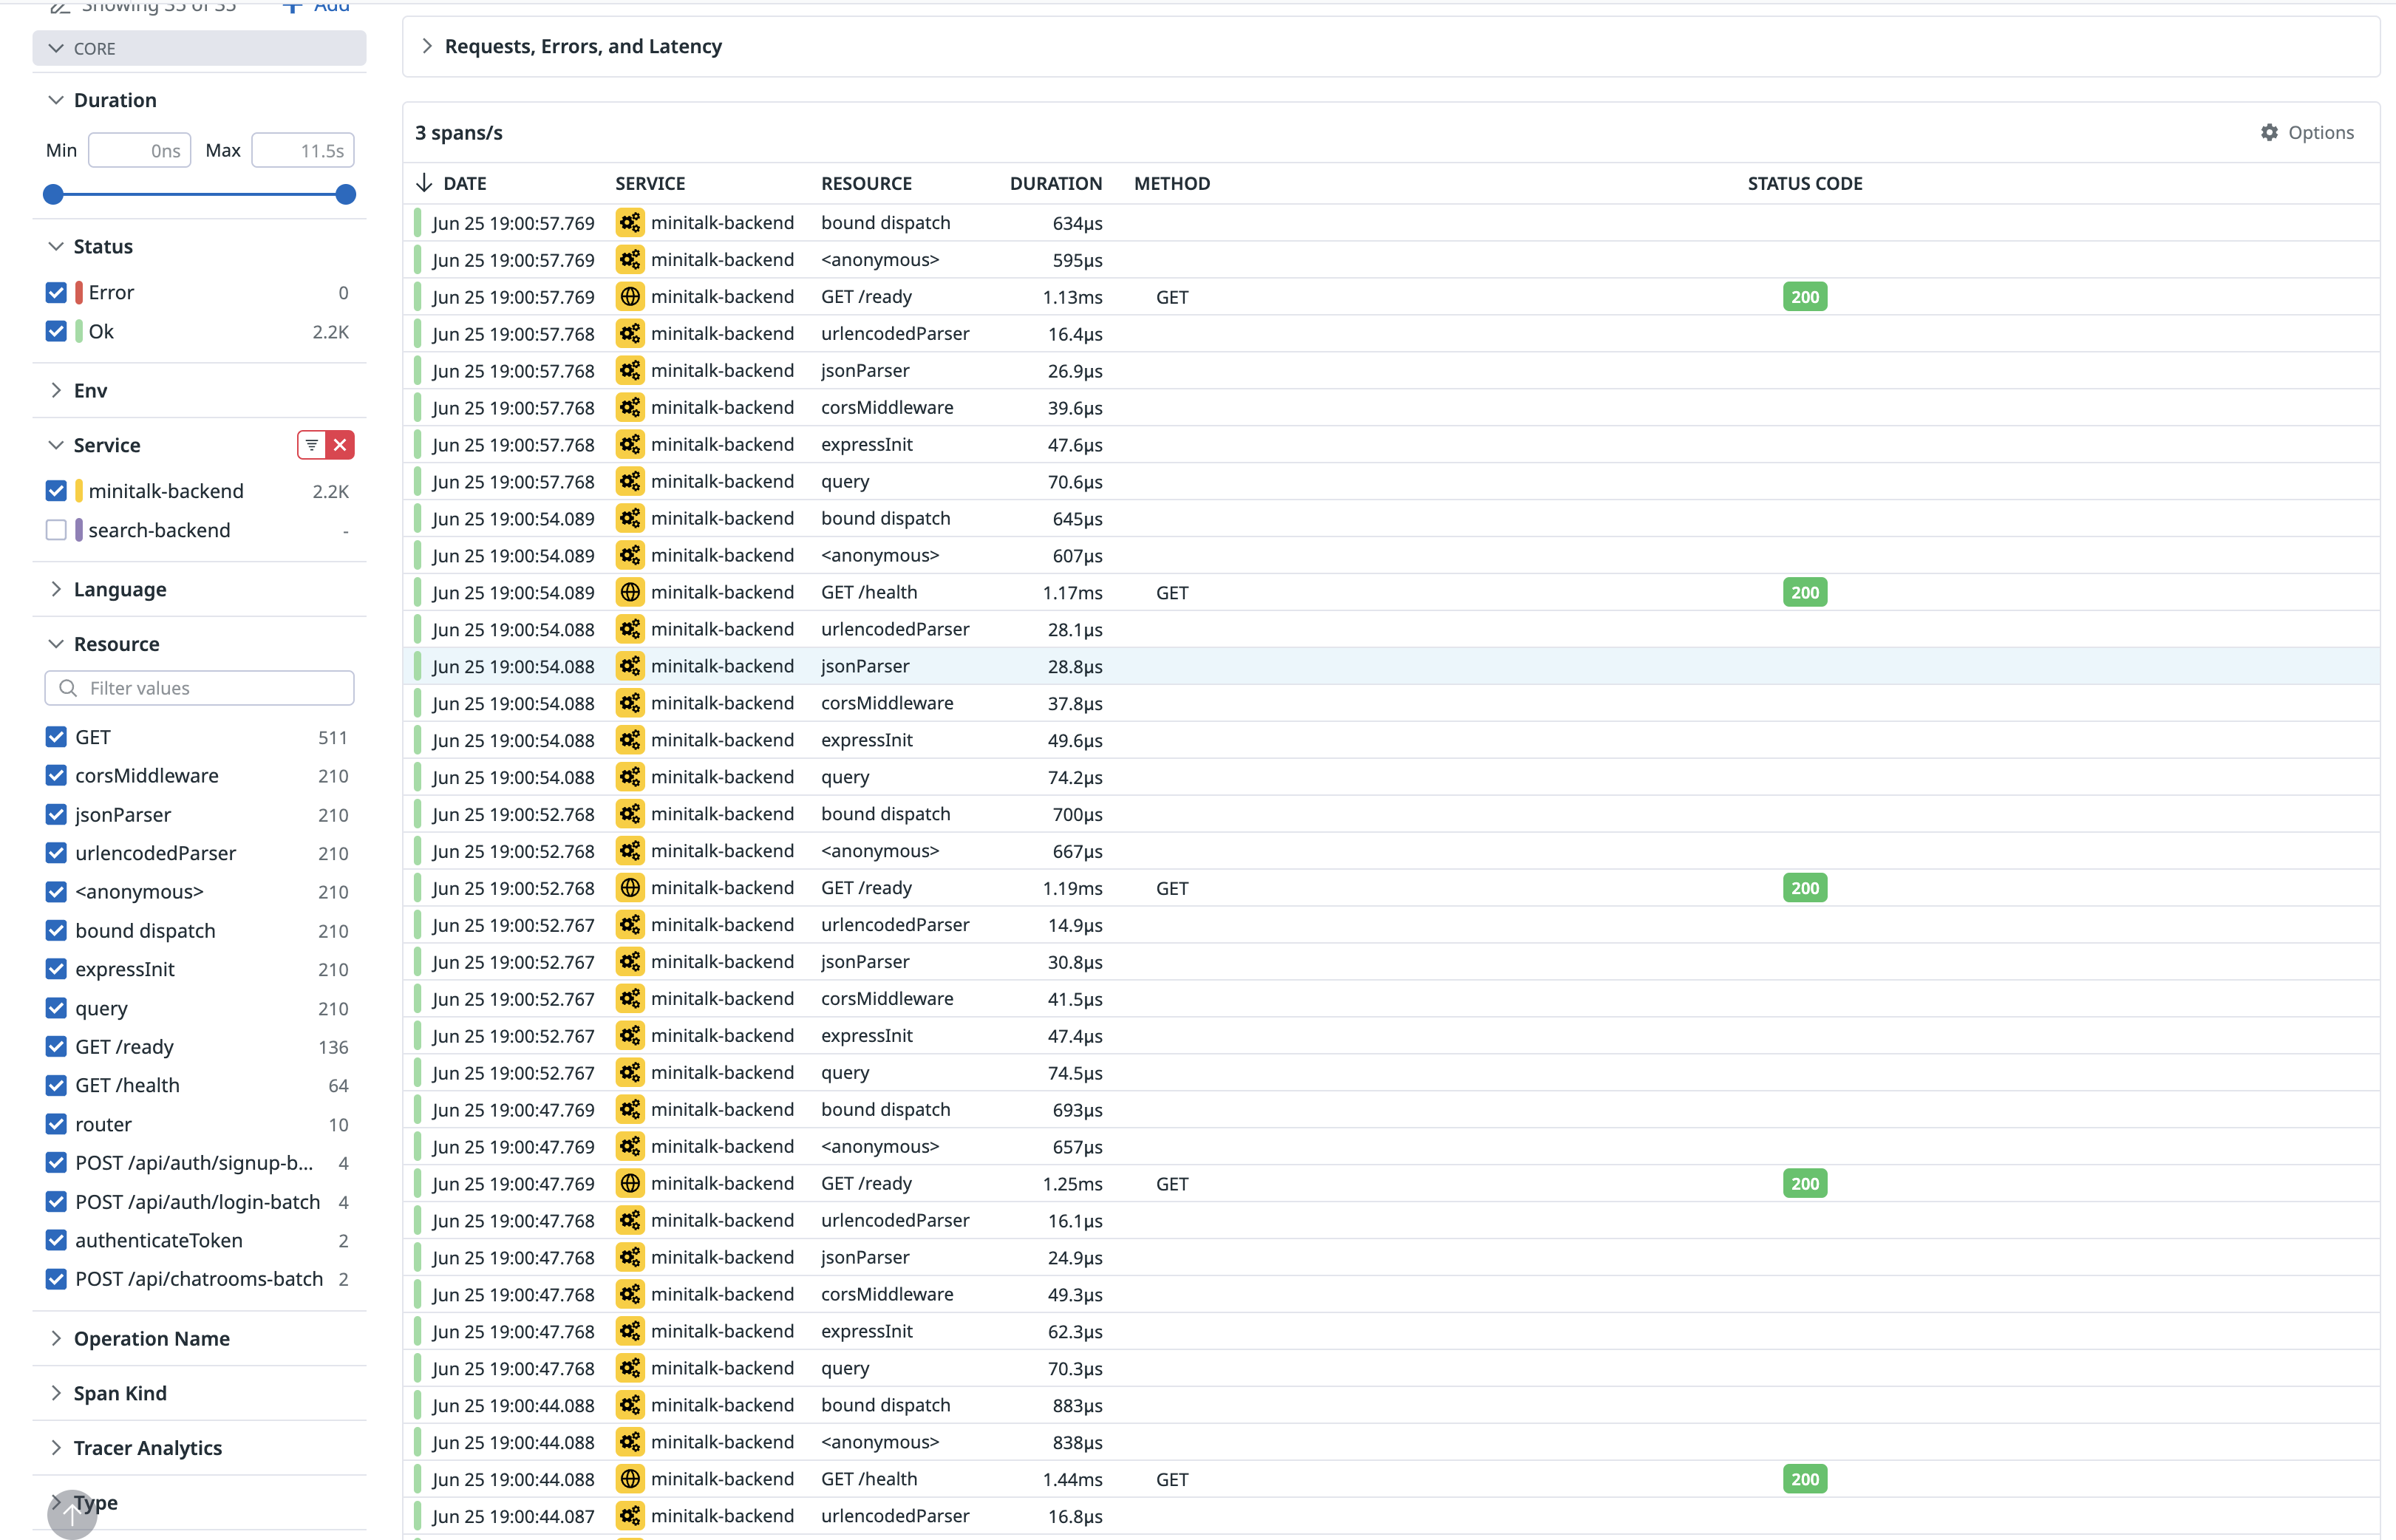 Showing 35 of 35
Add
CORE
Duration
Min 0ns Max 11.5s
Status
Error 0
Ok 2.2K
Env
Service
minitalk-backend 2.2K
search-backend -
Language
Resource
Filter values
GET 511
corsMiddleware 210
jsonParser 210
urlencodedParser 210
<anonymous> 210
bound dispatch 210
expressInit 210
query 210
GET /ready 136
GET /health 64
router 10
POST /api/auth/signup-b... 4
POST /api/auth/login-batch 4
authenticateToken 2
POST /api/chatrooms-batch 2
Operation Name
Span Kind
Tracer Analytics
Type
Requests, Errors, and Latency
3 spans/s
Options
DATE SERVICE RESOURCE DURATION METHOD STATUS CODE
Jun 25 19:00:57.769 minitalk-backend bound dispatch 634µs
Jun 25 19:00:57.769 minitalk-backend <anonymous> 595µs
Jun 25 19:00:57.769 minitalk-backend GET /ready 1.13ms GET 200
Jun 25 19:00:57.768 minitalk-backend urlencodedParser 16.4µs
Jun 25 19:00:57.768 minitalk-backend jsonParser 26.9µs
Jun 25 19:00:57.768 minitalk-backend corsMiddleware 39.6µs
Jun 25 19:00:57.768 minitalk-backend expressInit 47.6µs
Jun 25 19:00:57.768 minitalk-backend query 70.6µs
Jun 25 19:00:54.089 minitalk-backend bound dispatch 645µs
Jun 25 19:00:54.089 minitalk-backend <anonymous> 607µs
Jun 25 19:00:54.089 minitalk-backend GET /health 1.17ms GET 200
Jun 25 19:00:54.088 minitalk-backend urlencodedParser 28.1µs
Jun 25 19:00:54.088 minitalk-backend jsonParser 28.8µs
Jun 25 19:00:54.088 minitalk-backend corsMiddleware 37.8µs
Jun 25 19:00:54.088 minitalk-backend expressInit 49.6µs
Jun 25 19:00:54.088 minitalk-backend query 74.2µs
Jun 25 19:00:52.768 minitalk-backend bound dispatch 700µs
Jun 25 19:00:52.768 minitalk-backend <anonymous> 667µs
Jun 25 19:00:52.768 minitalk-backend GET /ready 1.19ms GET 200
Jun 25 19:00:52.767 minitalk-backend urlencodedParser 14.9µs
Jun 25 19:00:52.767 minitalk-backend jsonParser 30.8µs
Jun 25 19:00:52.767 minitalk-backend corsMiddleware 41.5µs
Jun 25 19:00:52.767 minitalk-backend expressInit 47.4µs
Jun 25 19:00:52.767 minitalk-backend query 74.5µs
Jun 25 19:00:47.769 minitalk-backend bound dispatch 693µs
Jun 25 19:00:47.769 minitalk-backend <anonymous> 657µs
Jun 25 19:00:47.769 minitalk-backend GET /ready 1.25ms GET 200
Jun 25 19:00:47.768 minitalk-backend urlencodedParser 16.1µs
Jun 25 19:00:47.768 minitalk-backend jsonParser 24.9µs
Jun 25 19:00:47.768 minitalk-backend corsMiddleware 49.3µs
Jun 25 19:00:47.768 minitalk-backend expressInit 62.3µs
Jun 25 19:00:47.768 minitalk-backend query 70.3µs
Jun 25 19:00:44.088 minitalk-backend bound dispatch 883µs
Jun 25 19:00:44.088 minitalk-backend <anonymous> 838µs
Jun 25 19:00:44.088 minitalk-backend GET /health 1.44ms GET 200
Jun 25 19:00:44.087 minitalk-backend urlencodedParser 16.8µs